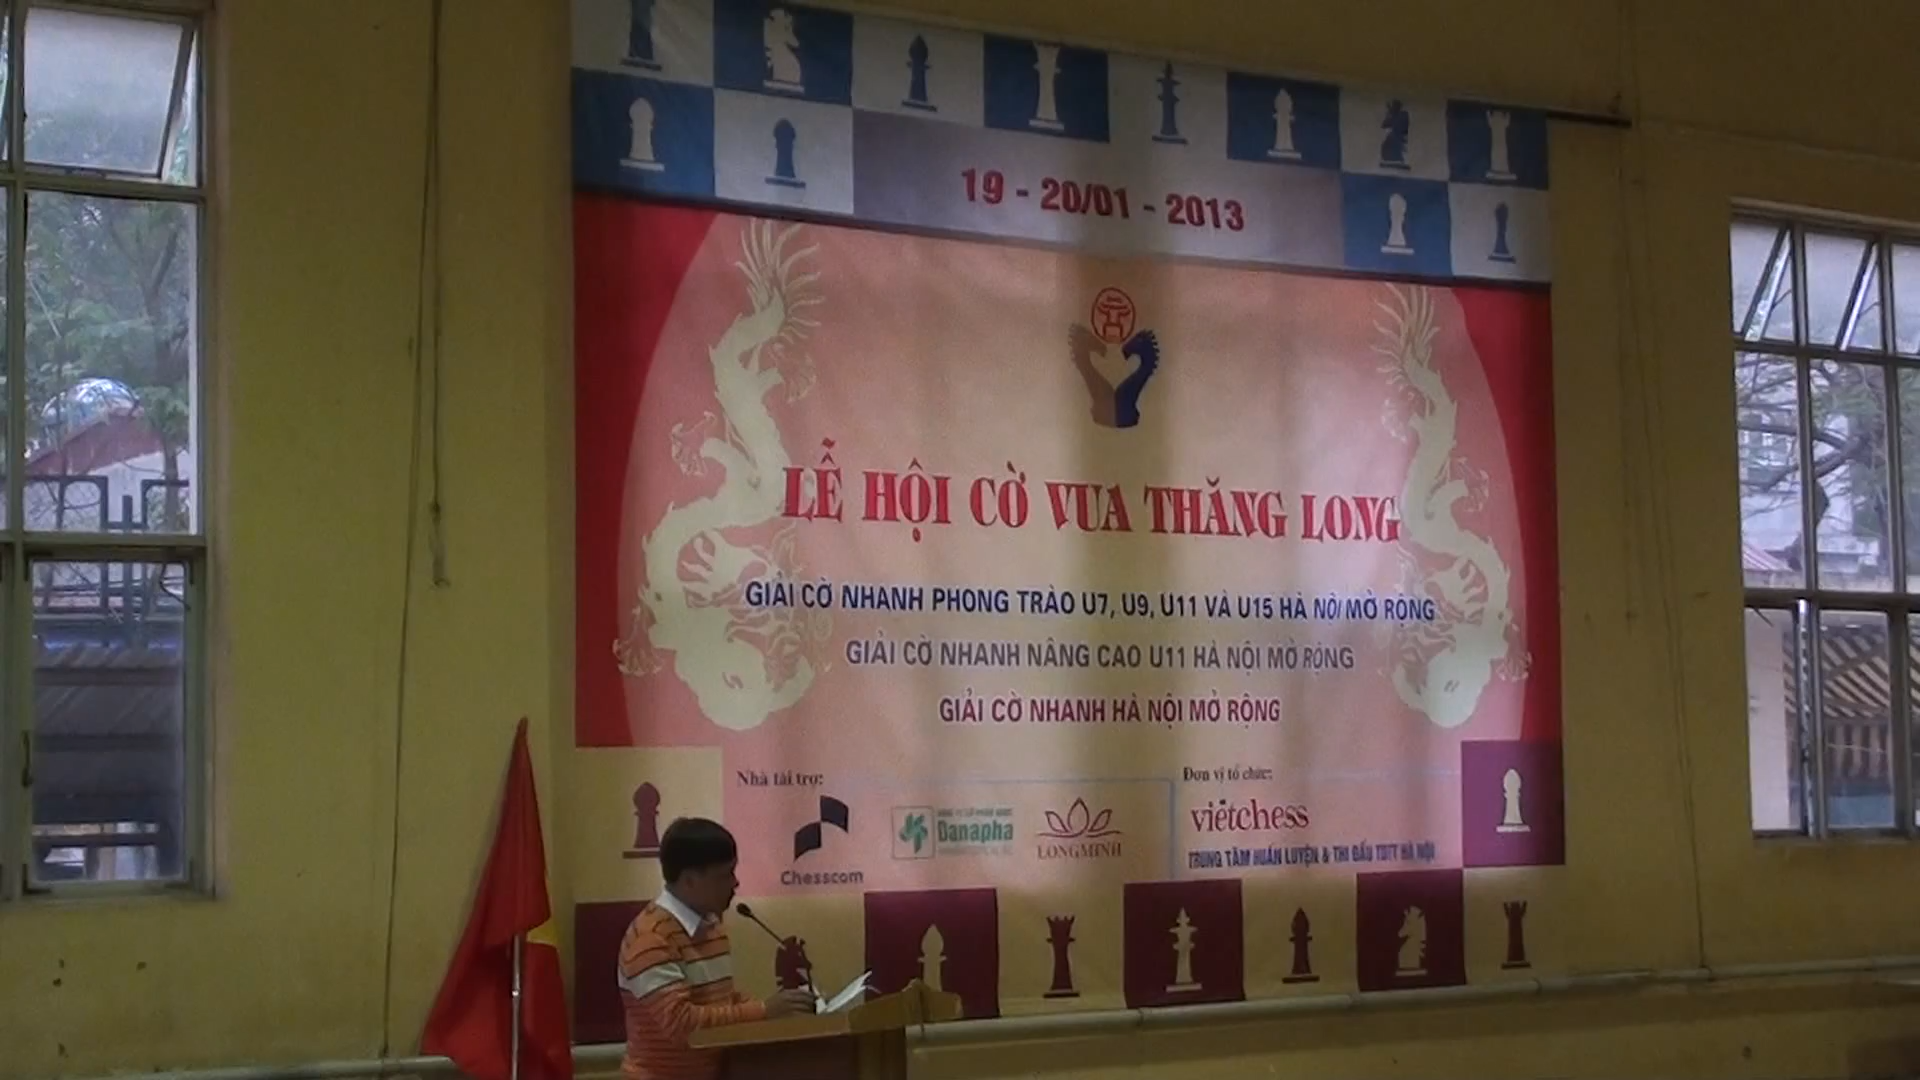 19 - 20/01 - 2013
LỄ HỘI CỜ VUA THĂNG LONG
GIẢI CỜ NHANH PHONG TRÀO U7, U9, U11 VÀ U15 HÀ NỘI MỞ RỘNG
GIẢI CỜ NHANH NÂNG CAO U11 HÀ NỘI MỞ RỘNG
GIẢI CỜ NHANH HÀ NỘI MỞ RỘNG
Nhà tài trợ:
Chesscom
Danapha
LONGMINH
Đơn vị tổ chức:
vietchess
TRUNG TÂM HUẤN LUYỆN & THI ĐẤU TDTT HÀ NỘI